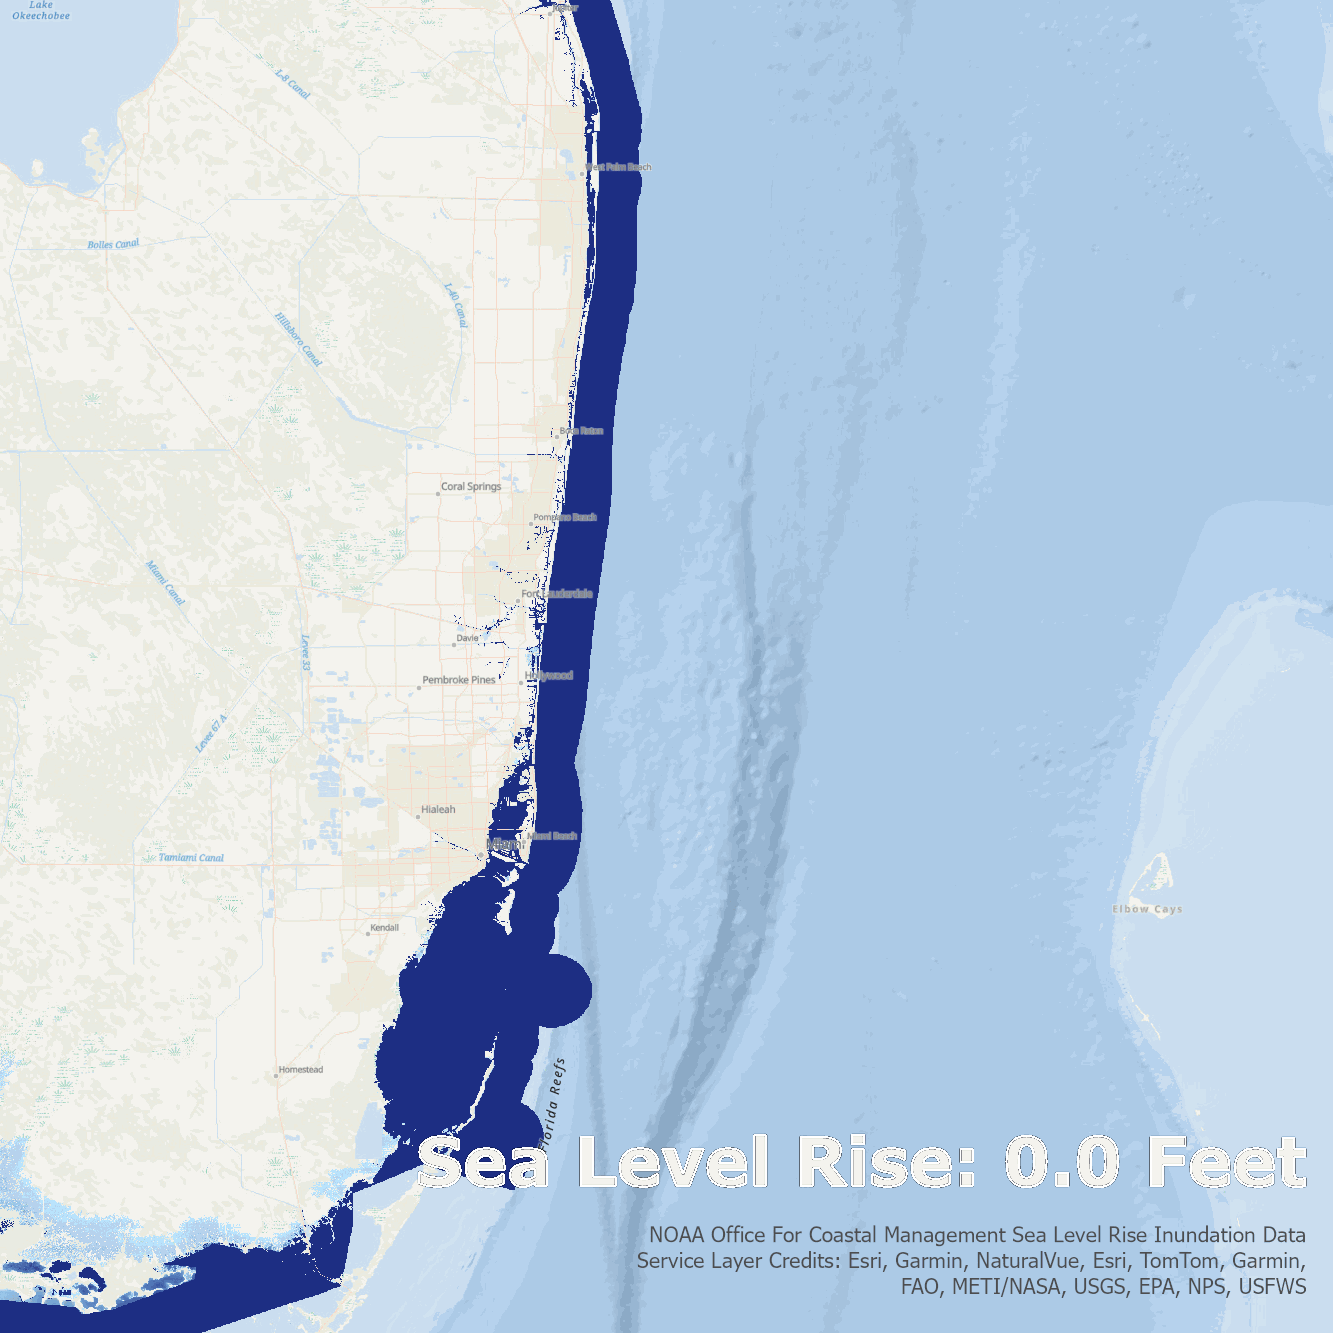 Lake
Okeechobee
Jupiter
L-8 Canal
West Palm Beach
Bolles Canal
L-40 Canal
Hillsboro Canal
Boca Raton
Coral Springs
Pompano Beach
Miami Canal
Fort Lauderdale
Davie
Levee 33
Pembroke Pines
Hollywood
Levee 67 A
Hialeah
Miami Beach
Miami
Tamiami Canal
Elbow Cays
Kendall
Homestead
Florida Reefs
Sea Level Rise: 0.0 Feet
NOAA Office For Coastal Management Sea Level Rise Inundation Data
Service Layer Credits: Esri, Garmin, NaturalVue, Esri, TomTom, Garmin,
FAO, METI/NASA, USGS, EPA, NPS, USFWS